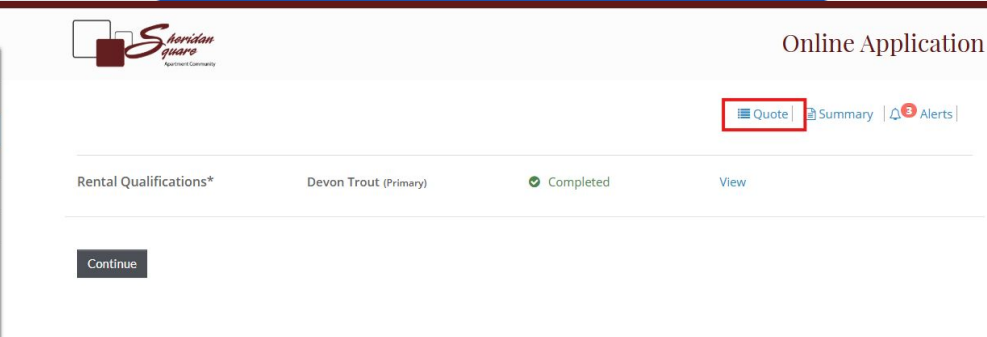 Sheridan
Square
Apartment Community
Online Application
Quote Summary 3 Alerts
Rental Qualifications* Devon Trout (Primary) Completed View
Continue